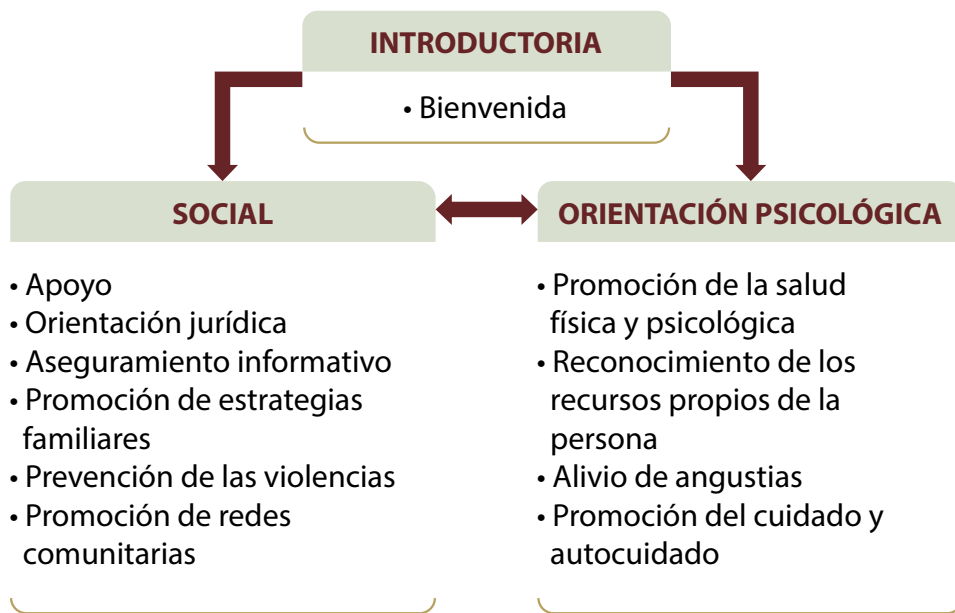 INTRODUCTORIA
• Bienvenida
SOCIAL
• Apoyo
• Orientación jurídica
• Aseguramiento informativo
• Promoción de estrategias
familiares
• Prevención de las violencias
• Promoción de redes
comunitarias
ORIENTACIÓN PSICOLÓGICA
• Promoción de la salud
física y psicológica
• Reconocimiento de los
recursos propios de la
persona
• Alivio de angustias
• Promoción del cuidado y
autocuidado